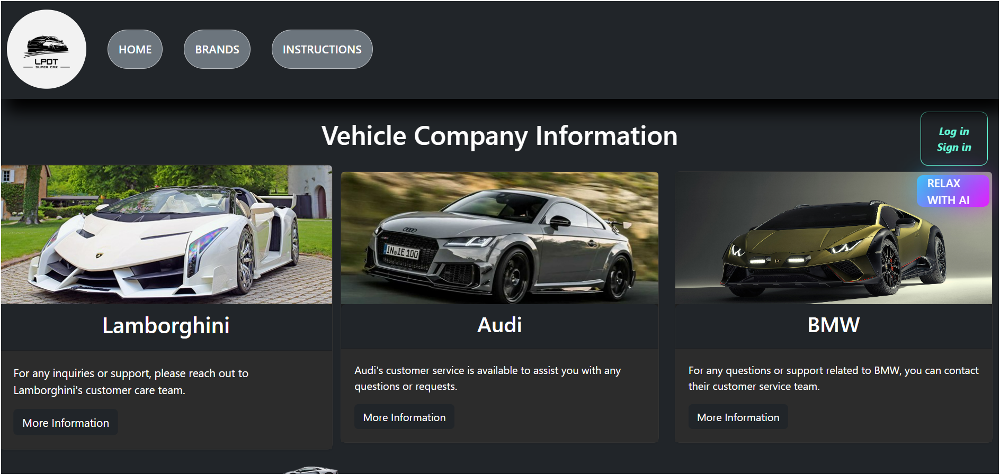 LPDT
SUPER CAR
HOME
BRANDS
INSTRUCTIONS
Vehicle Company Information
Log in
Sign in
RELAX
WITH AI
IN IE 100
Lamborghini
Audi
BMW
For any inquiries or support, please reach out to
Lamborghini's customer care team.
More Information
Audi's customer service is available to assist you with any
questions or requests.
More Information
For any questions or support related to BMW, you can contact
their customer service team.
More Information